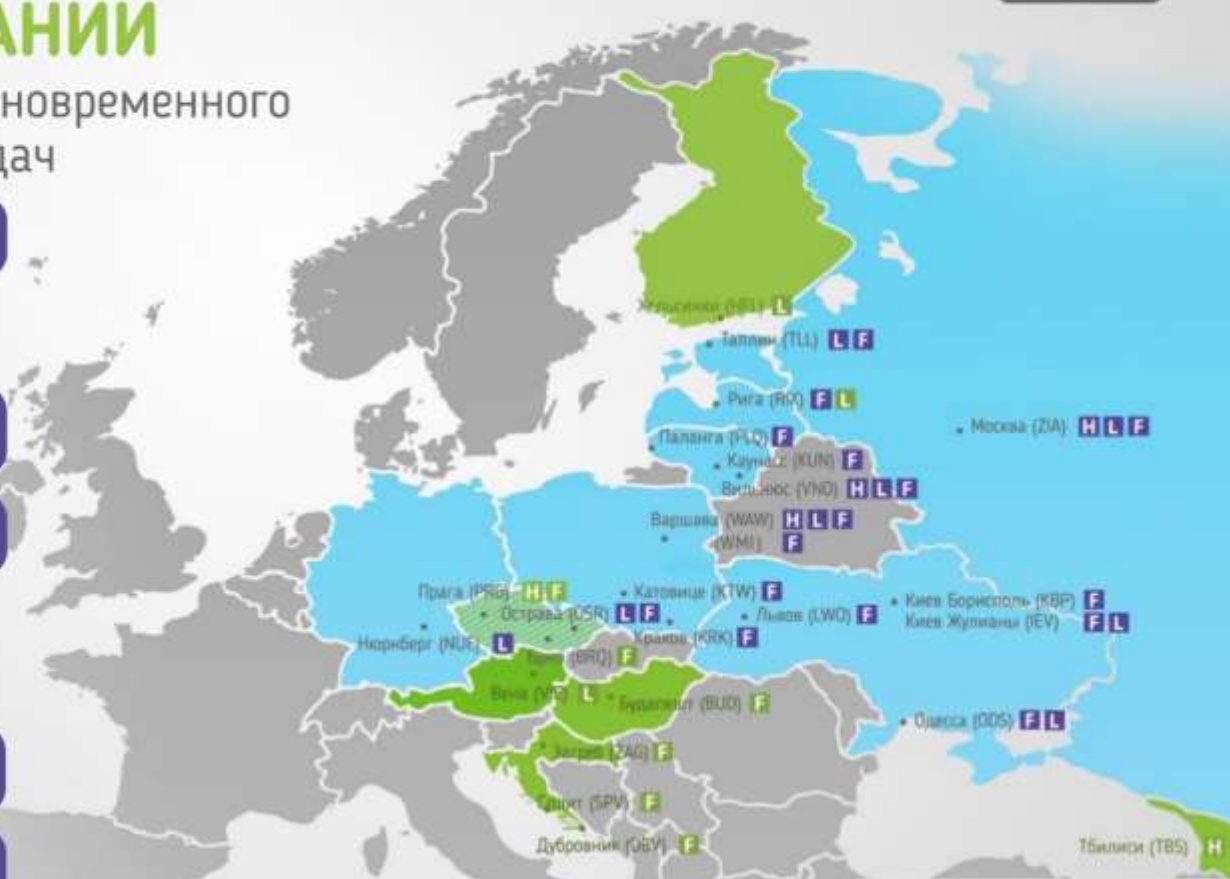 АНИИ
новременного
дач
Хельсинки (HEL) L
Таллин (TLL) L F
Рига (RIX) F L
Москва (ZIA) H L F
Паланга (PLQ) F
Каунасс (KUN) F
Вильнюс (VNO) H L F
Варшава (WAW) H L F
(WMI) F
Прага (PRG) H F
Катовице (KTW) F
Острава (OSR) L F
Львов (LWO) F
Киев Борисполь (KBP) F
Киев Жуляны (IEV) F L
Нюрнберг (NUE) L
Краков (KRK) F
(BRQ) F
Вена (VIE) L
Будапешт (BUD) F
Одесса (ODS) F L
Загреб (ZAG) F
Сплит (SPV) F
Дубровник (DBV) F
Тбилиси (TBS) H